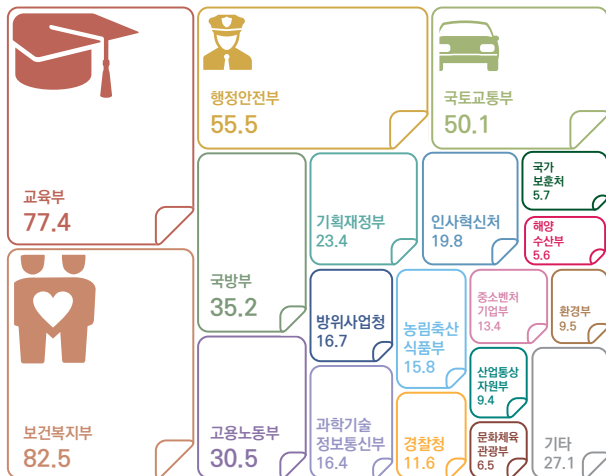 교육부
77.4
행정안전부
55.5
국토교통부
50.1
국방부
35.2
기획재정부
23.4
인사혁신처
19.8
국가
보훈처
5.7
해양
수산부
5.6
보건복지부
82.5
고용노동부
30.5
방위사업청
16.7
과학기술
정보통신부
16.4
농림축산
식품부
15.8
경찰청
11.6
중소벤처
기업부
13.4
환경부
9.5
산업통상
자원부
9.4
문화체육
관광부
6.5
기타
27.1